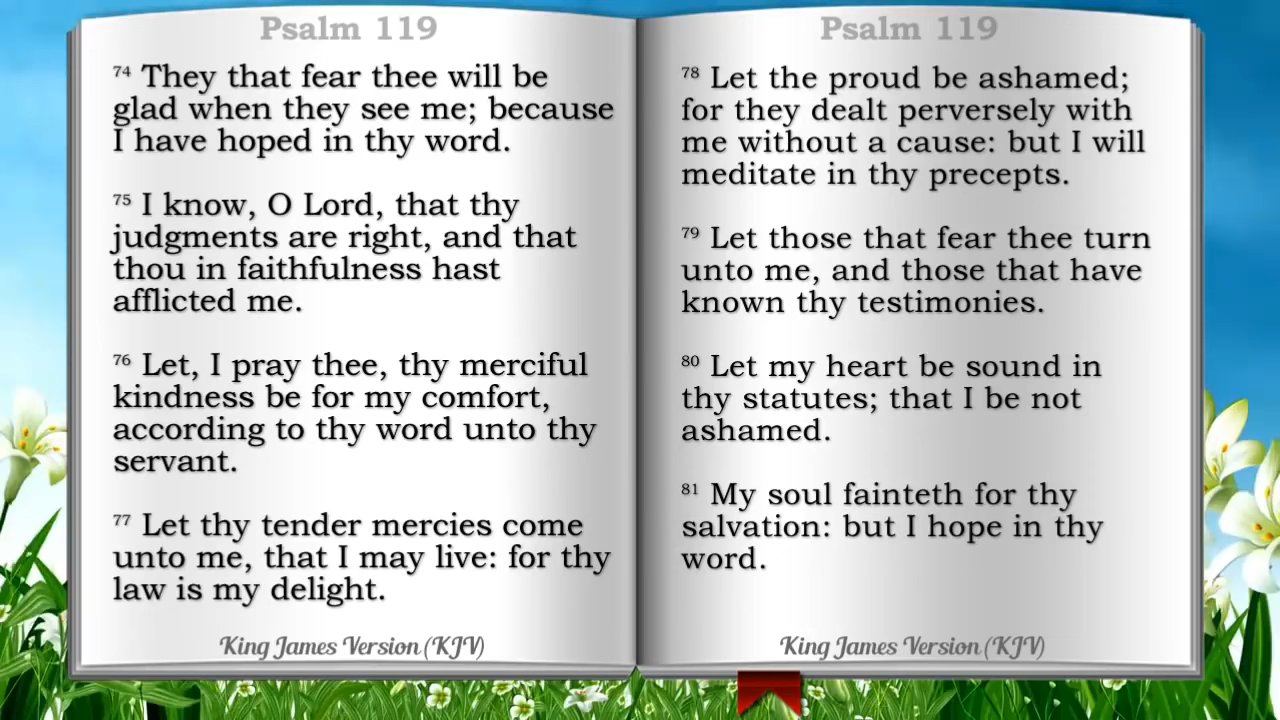 Psalm 119
74 They that fear thee will be
glad when they see me; because
I have hoped in thy word.
75 I know, O Lord, that thy
judgments are right, and that
thou in faithfulness hast
afflicted me.
76 Let, I pray thee, thy merciful
kindness be for my comfort,
according to thy word unto thy
servant.
77 Let thy tender mercies come
unto me, that I may live: for thy
law is my delight.
King James Version (KJV)
Psalm 119
78 Let the proud be ashamed;
for they dealt perversely with
me without a cause: but I will
meditate in thy precepts.
79 Let those that fear thee turn
unto me, and those that have
known thy testimonies.
80 Let my heart be sound in
thy statutes; that I be not
ashamed.
81 My soul fainteth for thy
salvation: but I hope in thy
word.
King James Version (KJV)